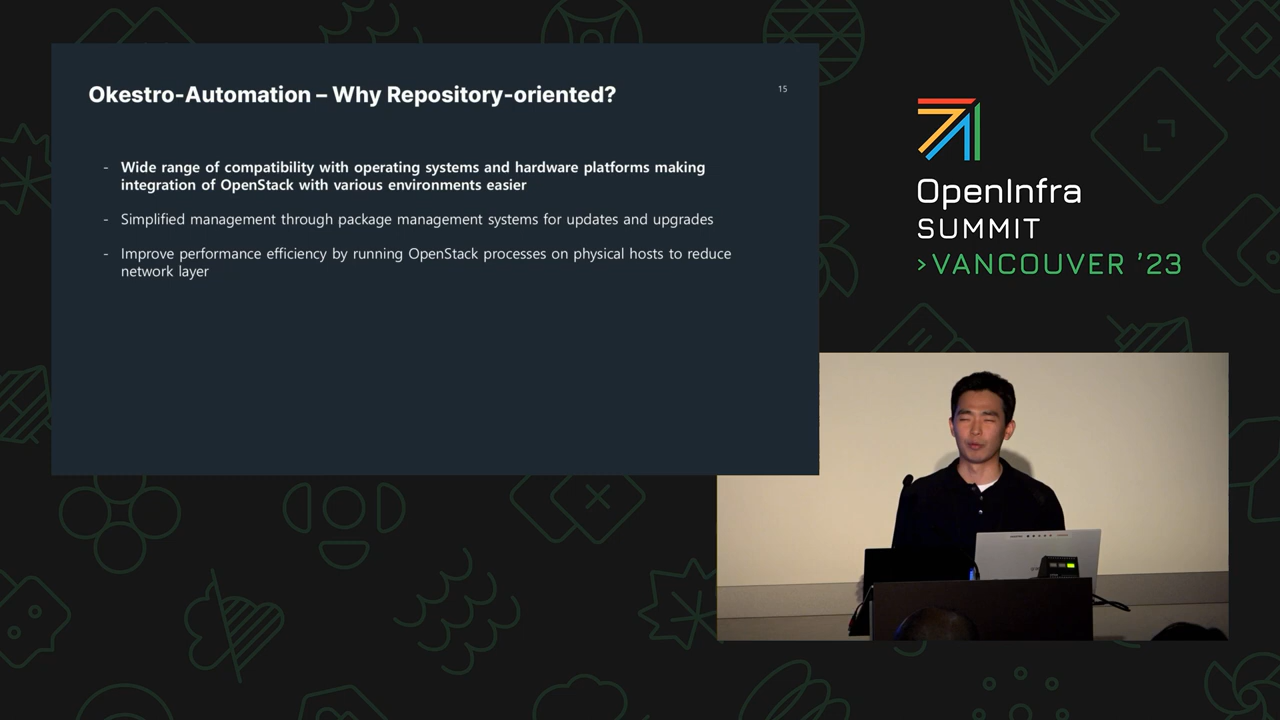 Okestro-Automation – Why Repository-oriented?
15
- Wide range of compatibility with operating systems and hardware platforms making
integration of OpenStack with various environments easier
- Simplified management through package management systems for updates and upgrades
- Improve performance efficiency by running OpenStack processes on physical hosts to reduce
network layer
OpenInfra
SUMMIT
>VANCOUVER ’23